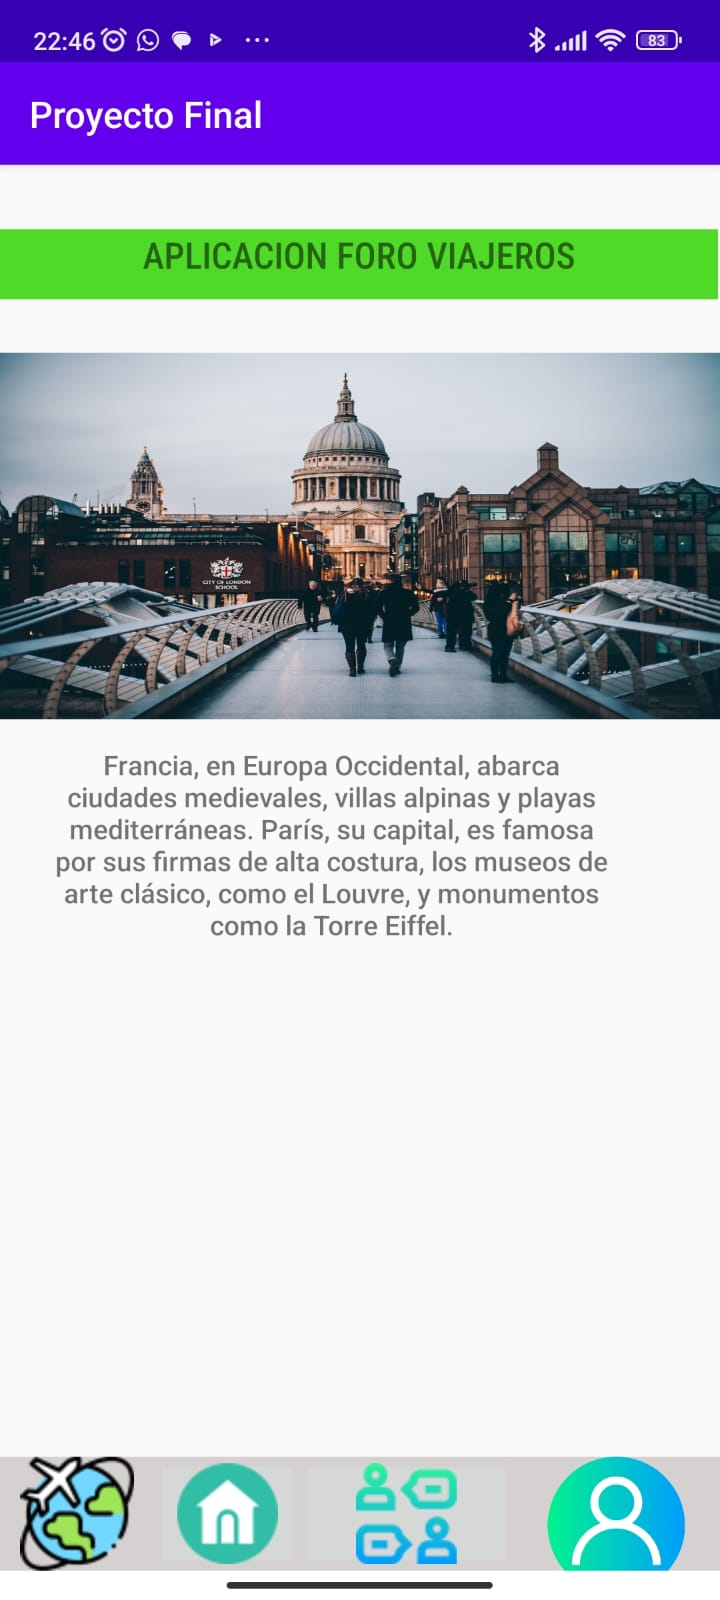 22:46
83
Proyecto Final
APLICACION FORO VIAJEROS
CITY OF LONDON
SCHOOL
Francia, en Europa Occidental, abarca
ciudades medievales, villas alpinas y playas
mediterráneas. París, su capital, es famosa
por sus firmas de alta costura, los museos de
arte clásico, como el Louvre, y monumentos
como la Torre Eiffel.